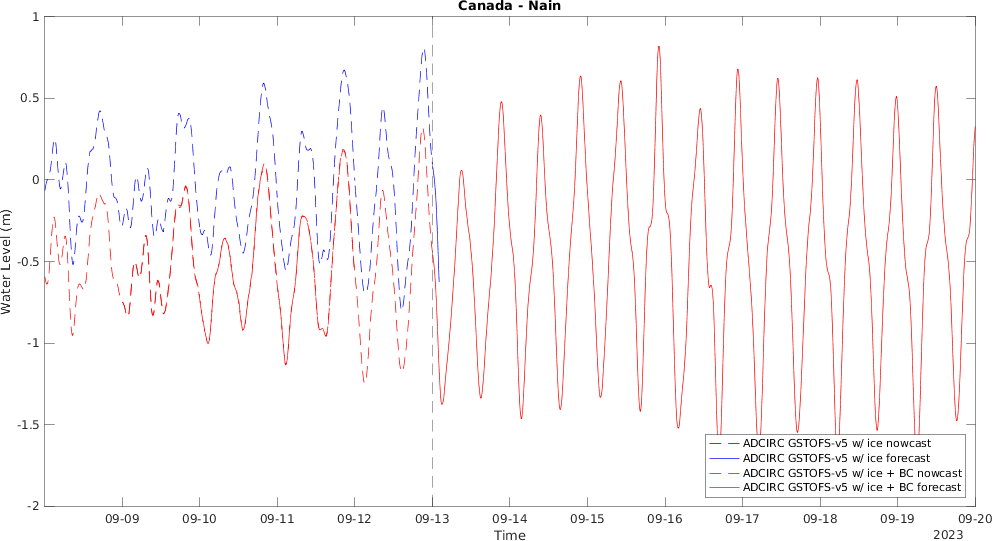 Canada - Nain
Water Level (m)
1
0.5
0
-0.5
-1
-1.5
-2
ADCIRC GSTOFS-v5 w/ ice nowcast
ADCIRC GSTOFS-v5 w/ ice forecast
ADCIRC GSTOFS-v5 w/ ice + BC nowcast
ADCIRC GSTOFS-v5 w/ ice + BC forecast
09-09 09-10 09-11 09-12 09-13 09-14 09-15 09-16 09-17 09-18 09-19 09-20
Time
2023